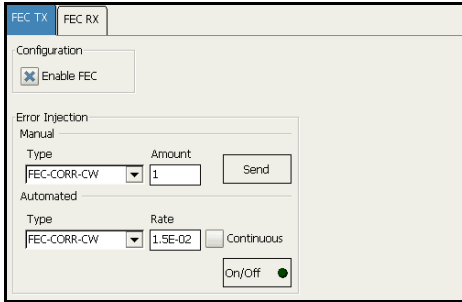 FEC TX FEC RX
Configuration
Enable FEC
Error Injection
Manual
Type Amount
FEC-CORR-CW 1 Send
Automated
Type Rate
FEC-CORR-CW 1.5E-02 Continuous
On/Off